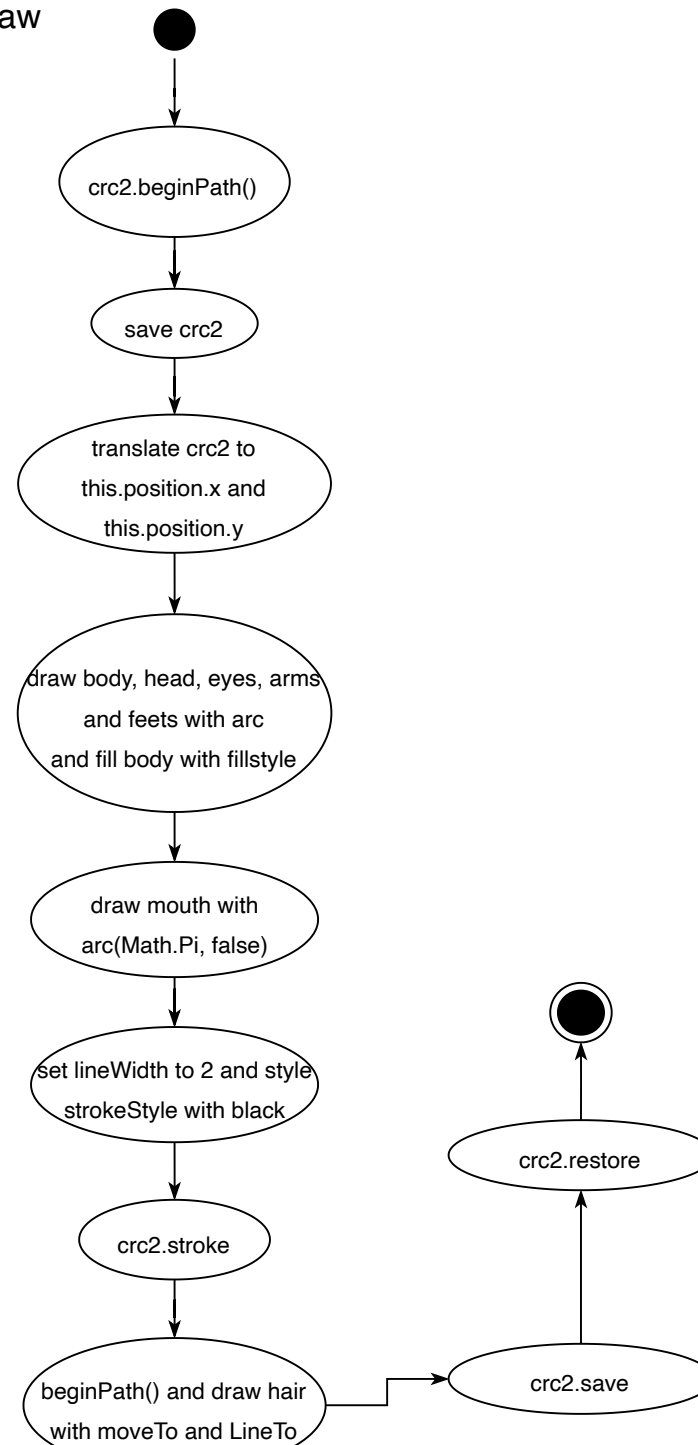 aw
crc2.beginPath()
save crc2
translate crc2 to
this.position.x and
this.position.y
draw body, head, eyes, arms
and feets with arc
and fill body with fillstyle
draw mouth with
arc(Math.Pi, false)
set lineWidth to 2 and style
strokeStyle with black
crc2.stroke
beginPath() and draw hair
with moveTo and LineTo
crc2.save
crc2.restore